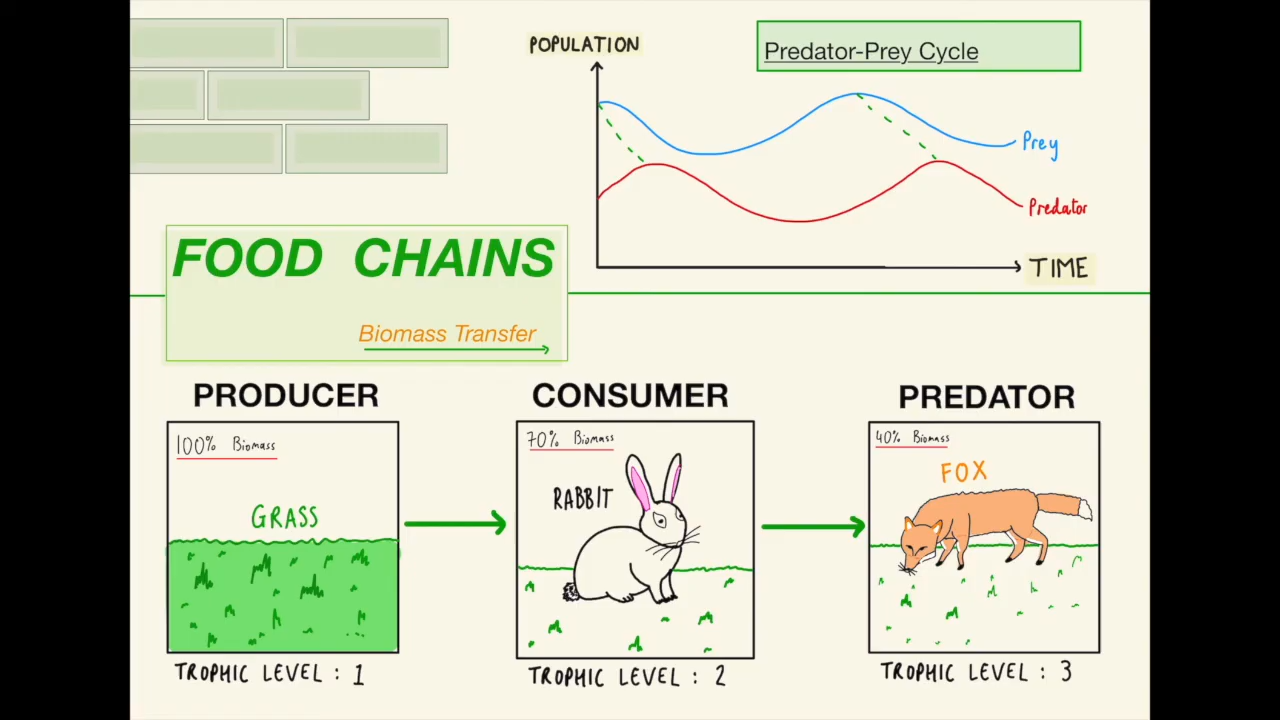 POPULATION
Predator-Prey Cycle
Prey
Predator
TIME
FOOD CHAINS
Biomass Transfer
PRODUCER
CONSUMER
PREDATOR
100% Biomass
70% Biomass
40% Biomass
GRASS
RABBIT
FOX
TROPHIC LEVEL : 1
TROPHIC LEVEL : 2
TROPHIC LEVEL : 3